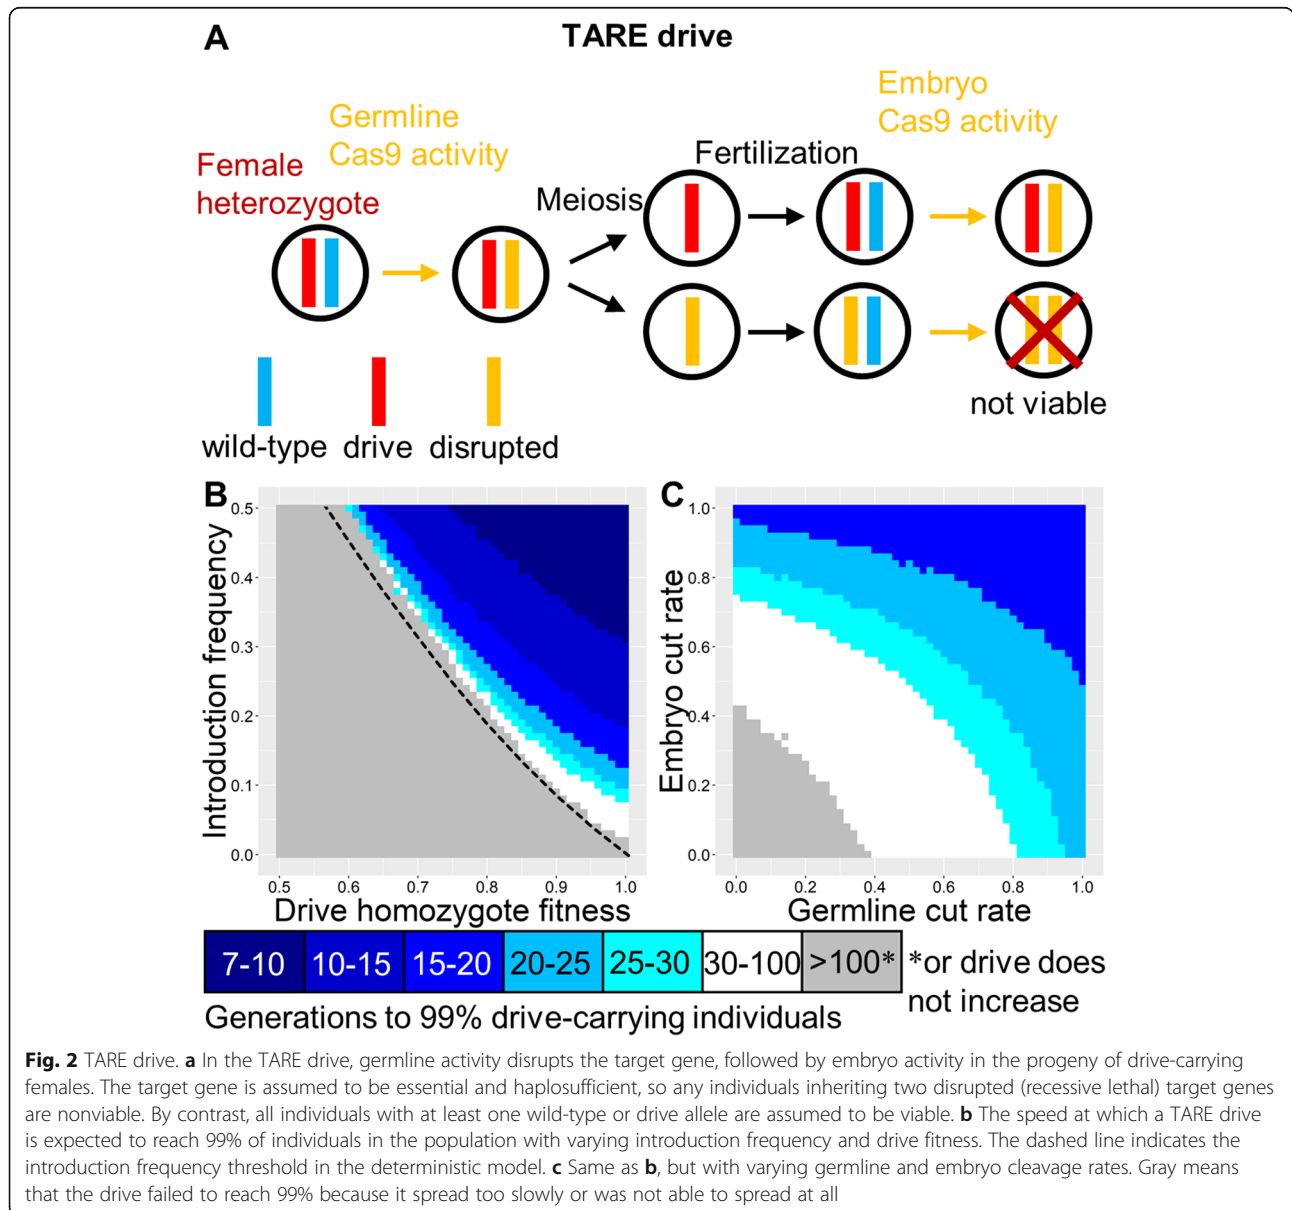 A
TARE drive
Germline
Cas9 activity
Embryo
Cas9 activity
Female
heterozygote
Fertilization
Meiosis
not viable
wild-type drive disrupted
B
Introduction frequency
0.5
0.4
0.3
0.2
0.1
0.0
0.5 0.6 0.7 0.8 0.9 1.0
Drive homozygote fitness
C
Embryo cut rate
1.0
0.8
0.6
0.4
0.2
0.0
0.0 0.2 0.4 0.6 0.8 1.0
Germline cut rate
7-10 10-15 15-20 20-25 25-30 30-100 >100*
*or drive does
not increase
Generations to 99% drive-carrying individuals
Fig. 2 TARE drive. a In the TARE drive, germline activity disrupts the target gene, followed by embryo activity in the progeny of drive-carrying
females. The target gene is assumed to be essential and haplosufficient, so any individuals inheriting two disrupted (recessive lethal) target genes
are nonviable. By contrast, all individuals with at least one wild-type or drive allele are assumed to be viable. b The speed at which a TARE drive
is expected to reach 99% of individuals in the population with varying introduction frequency and drive fitness. The dashed line indicates the
introduction frequency threshold in the deterministic model. c Same as b, but with varying germline and embryo cleavage rates. Gray means
that the drive failed to reach 99% because it spread too slowly or was not able to spread at all